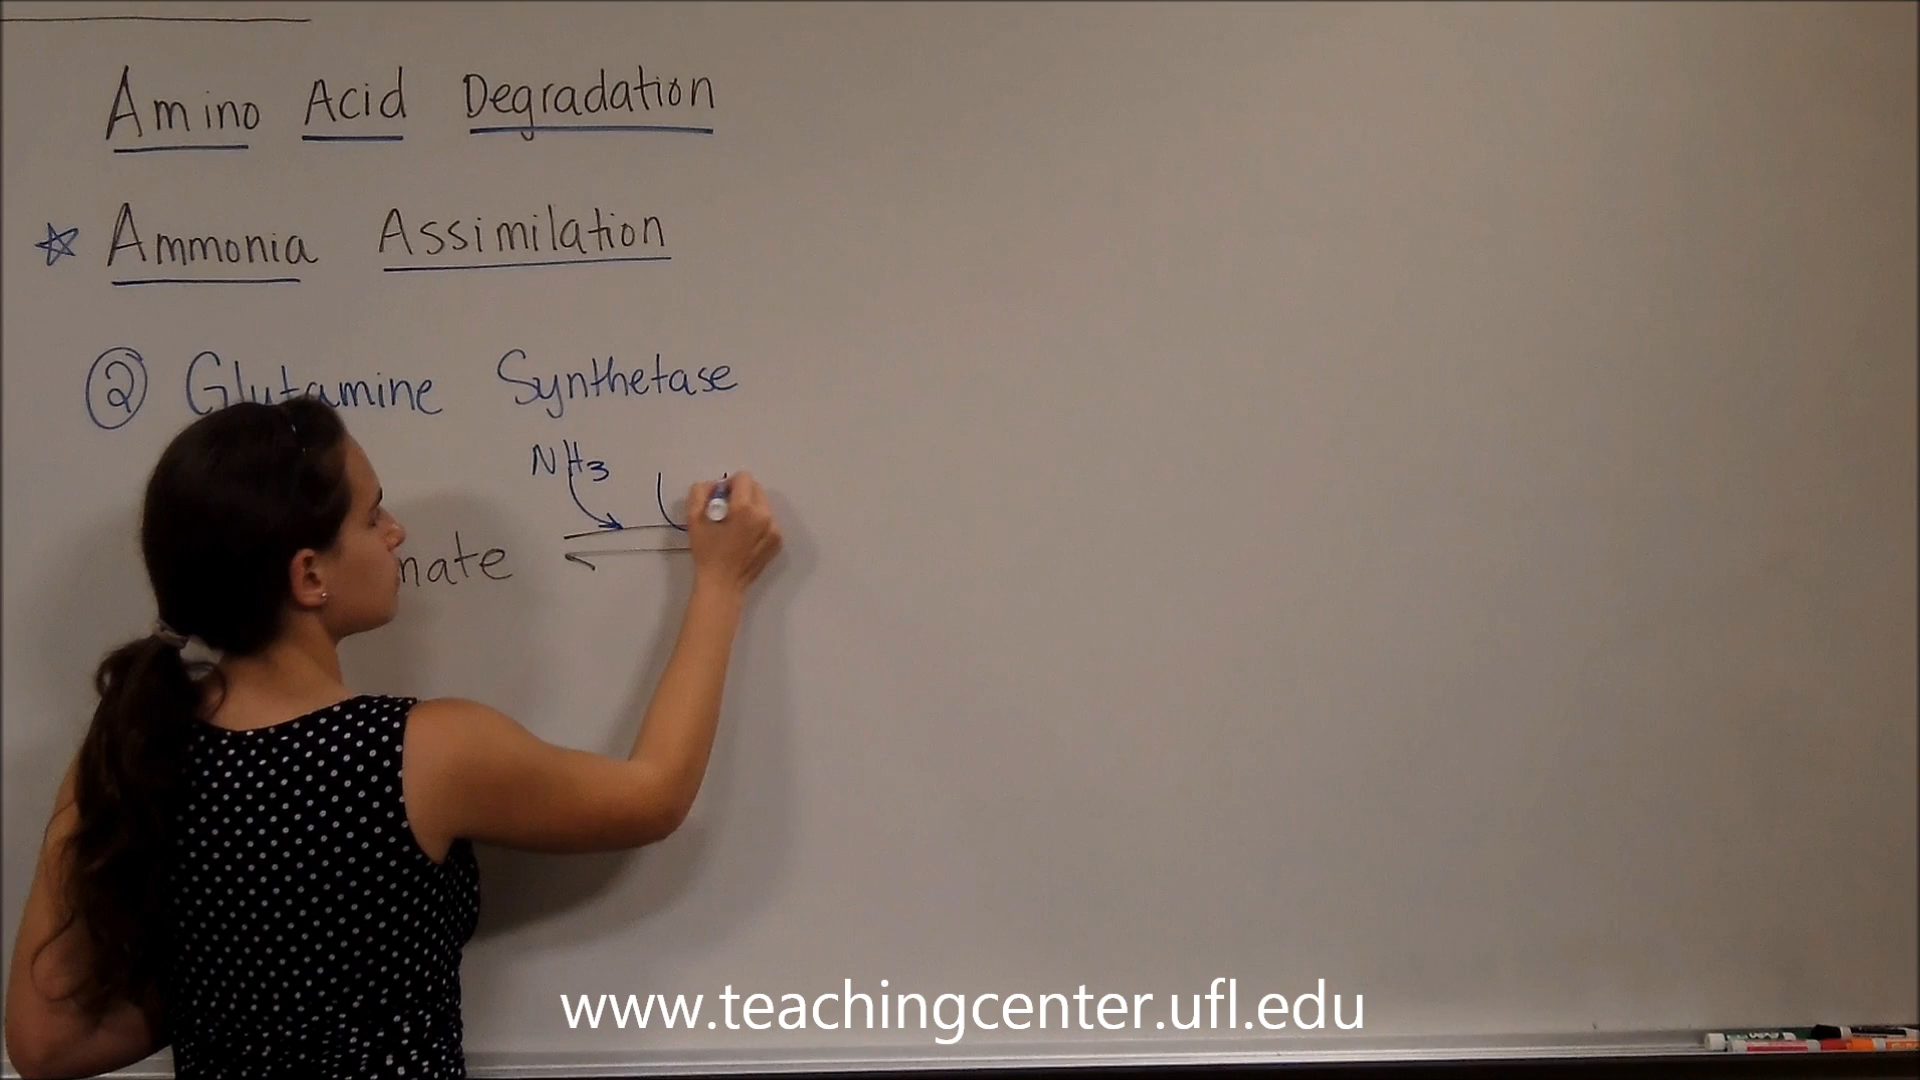 Amino Acid Degradation
☆ Ammonia Assimilation
② Glutamine Synthetase
NH3
nate
www.teachingcenter.ufl.edu